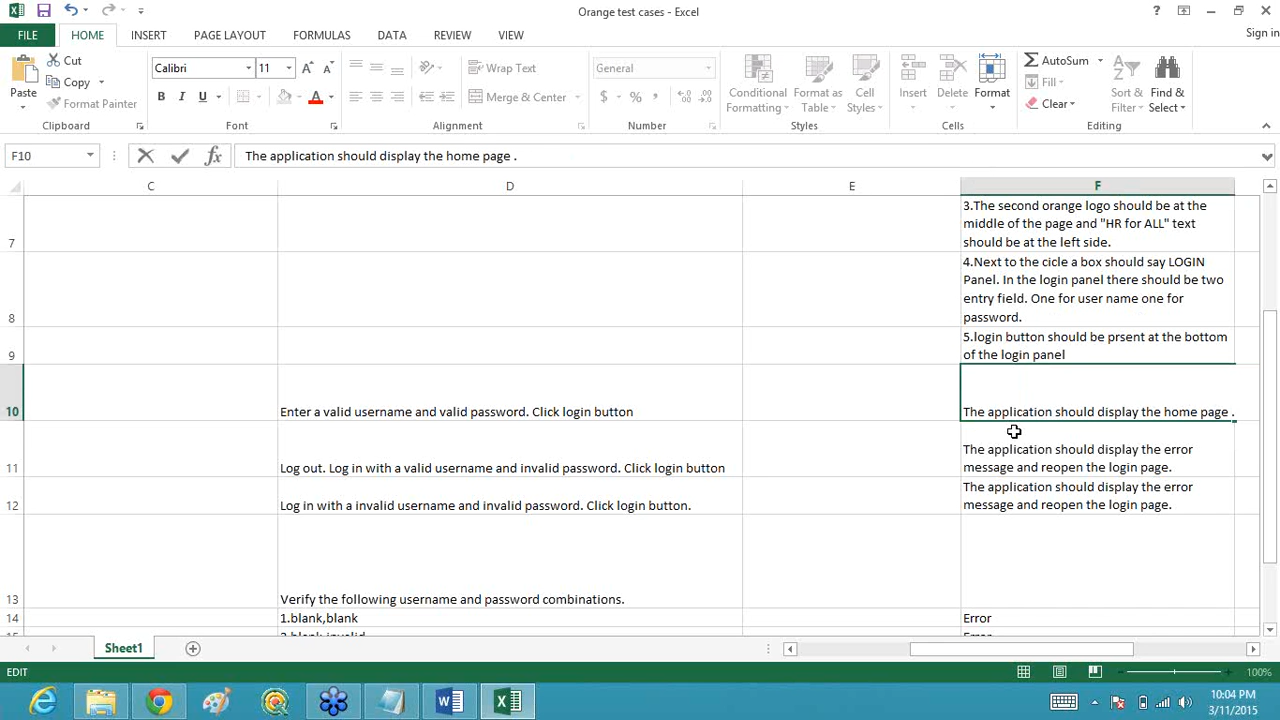 Orange test cases - Excel
?
FILE HOME INSERT PAGE LAYOUT FORMULAS DATA REVIEW VIEW
Sign in
Paste
Cut
Copy
Format Painter
Clipboard
Calibri 11
B I U A
Font
Wrap Text
Merge & Center
Alignment
General
$ % ,
Number
Conditional Formatting
Format as Table
Cell Styles
Styles
Insert Delete Format
Cells
AutoSum
Fill
Clear
Sort & Filter
Find & Select
Editing
F10 fx The application should display the home page .
C D E F
7
3.The second orange logo should be at the
middle of the page and "HR for ALL" text
should be at the left side.
8
4.Next to the cicle a box should say LOGIN
Panel. In the login panel there should be two
entry field. One for user name one for
password.
9
5.login button should be prsent at the bottom
of the login panel
10 Enter a valid username and valid password. Click login button The application should display the home page .
11 Log out. Log in with a valid username and invalid password. Click login button
The application should display the error
message and reopen the login page.
12 Log in with a invalid username and invalid password. Click login button.
The application should display the error
message and reopen the login page.
13 Verify the following username and password combinations.
14 1.blank,blank Error
Sheet1
EDIT 100%
10:04 PM
3/11/2015